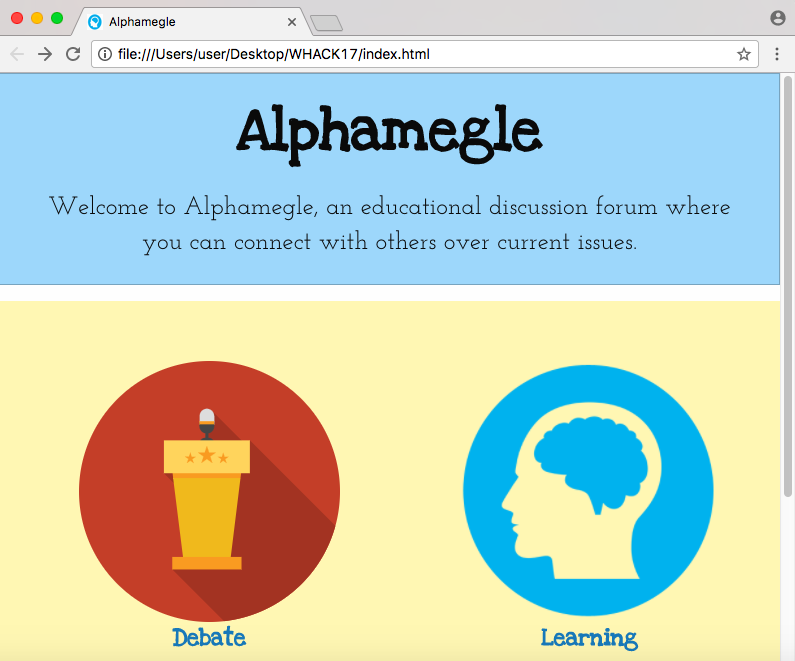 Alphamegle
file:///Users/user/Desktop/WHACK17/index.html
Alphamegle
Welcome to Alphamegle, an educational discussion forum where
you can connect with others over current issues.
Debate
Learning